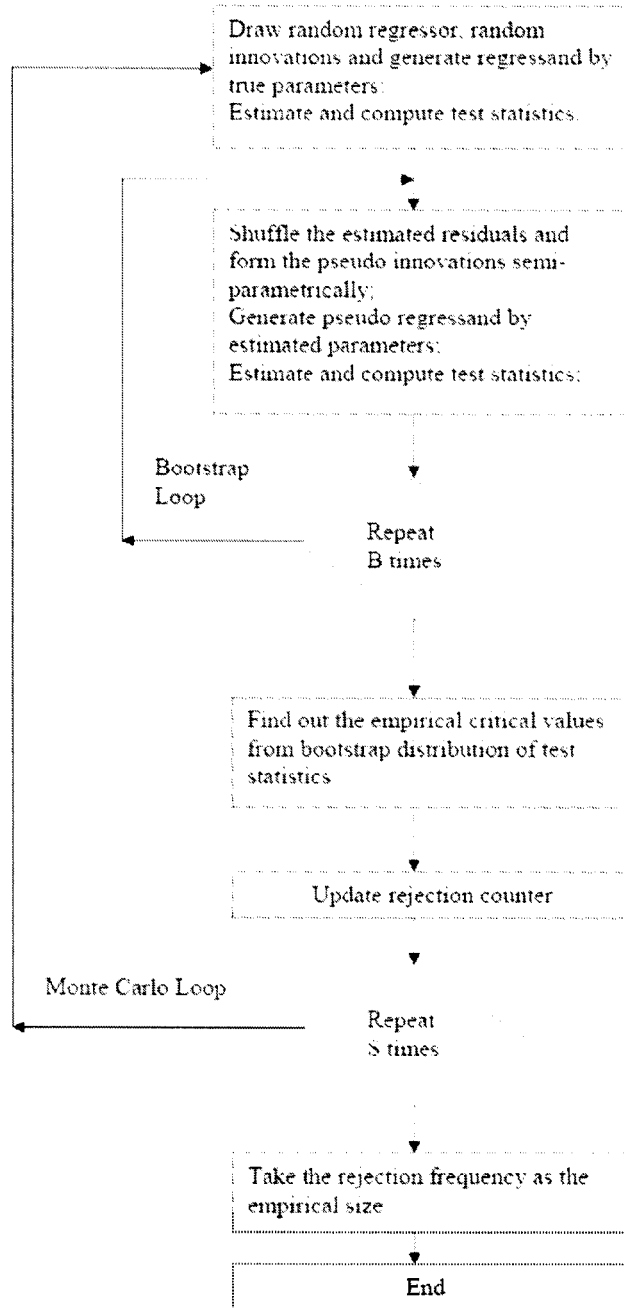 Draw random regressor, random
innovations and generate regressand by
true parameters;
Estimate and compute test statistics.
Shuffle the estimated residuals and
form the pseudo innovations semi-
parametrically;
Generate pseudo regressand by
estimated parameters;
Estimate and compute test statistics;
Bootstrap
Loop
Repeat
B times
Find out the empirical critical values
from bootstrap distribution of test
statistics
Update rejection counter
Monte Carlo Loop
Repeat
S times
Take the rejection frequency as the
empirical size
End